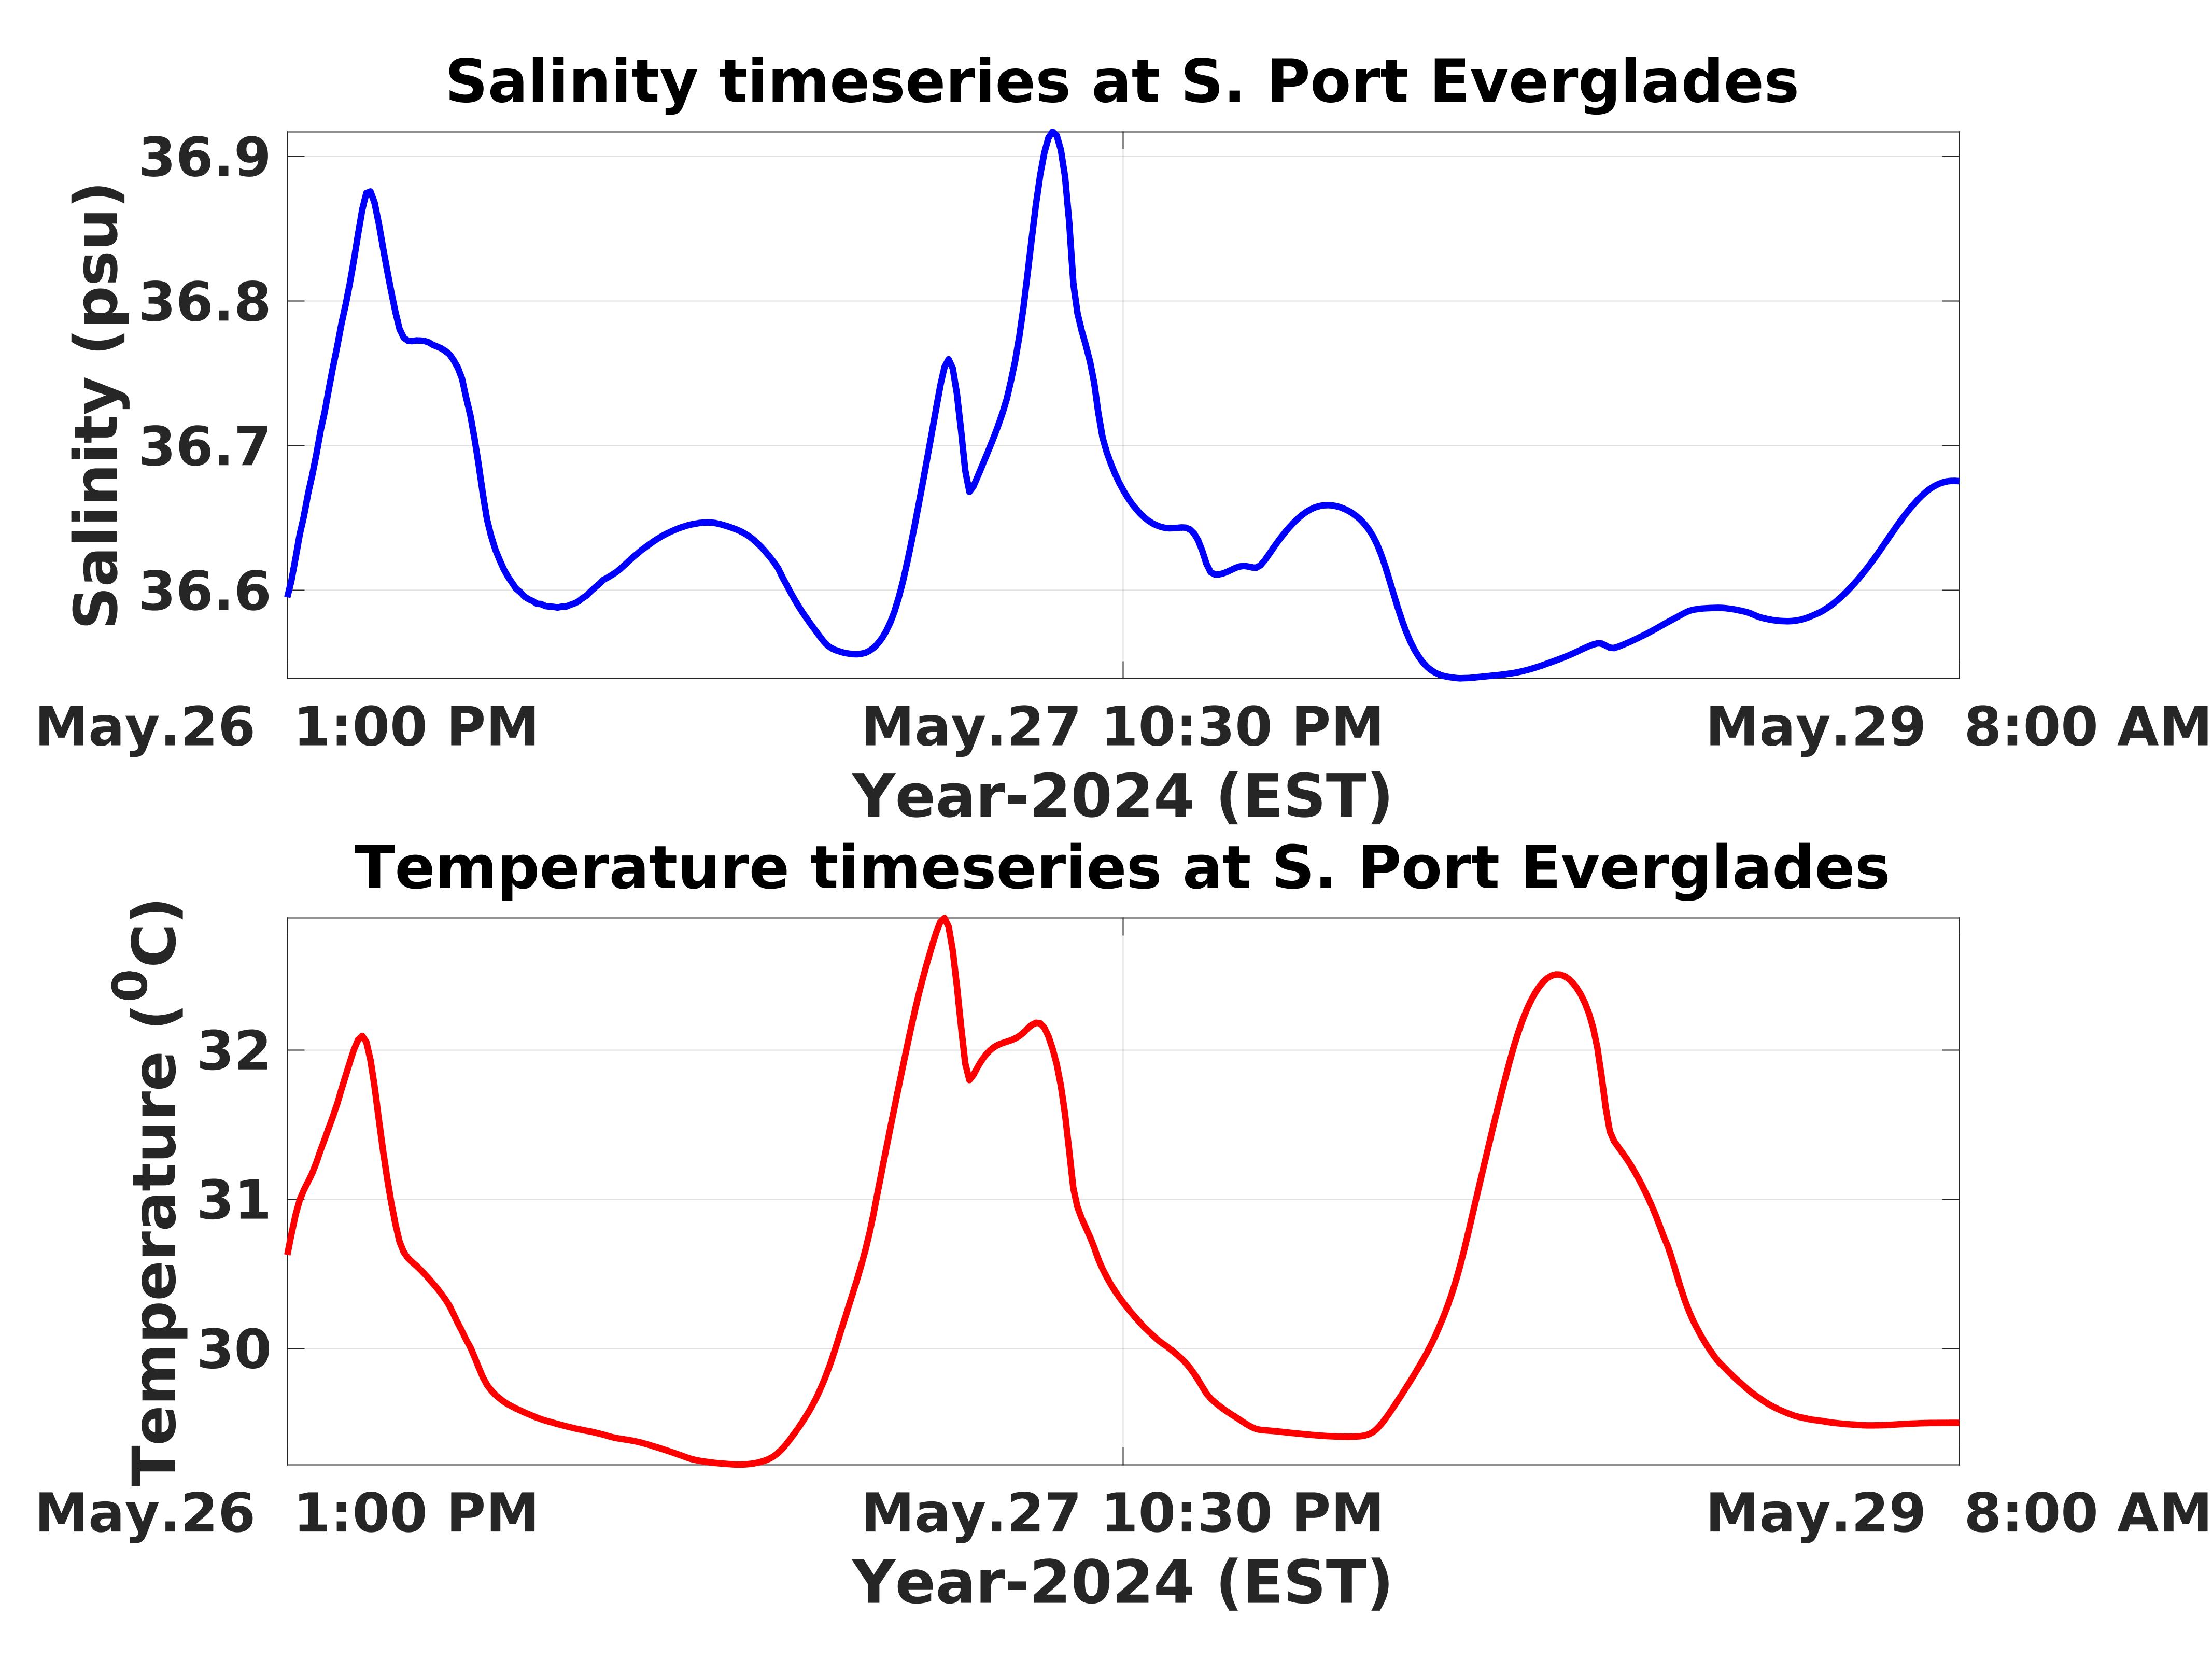 Salinity timeseries at S. Port Everglades
Salinity (psu)
36.9
36.8
36.7
36.6
May.26 1:00 PM
May.27 10:30 PM
May.29 8:00 AM
Year-2024 (EST)
Temperature timeseries at S. Port Everglades
Temperature (⁰C)
32
31
30
May.26 1:00 PM
May.27 10:30 PM
May.29 8:00 AM
Year-2024 (EST)